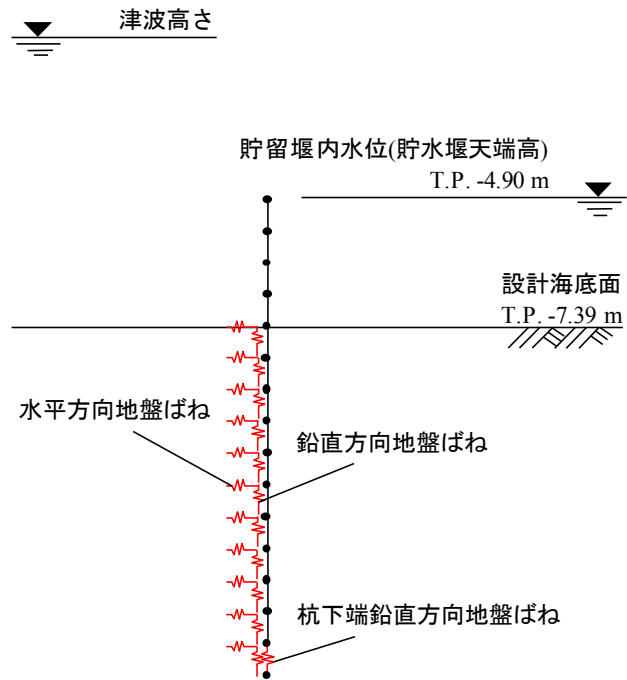 津波高さ
貯留堰内水位(貯水堰天端高)
T.P. -4.90 m
設計海底面
T.P. -7.39 m
水平方向地盤ばね
鉛直方向地盤ばね
杭下端鉛直方向地盤ばね